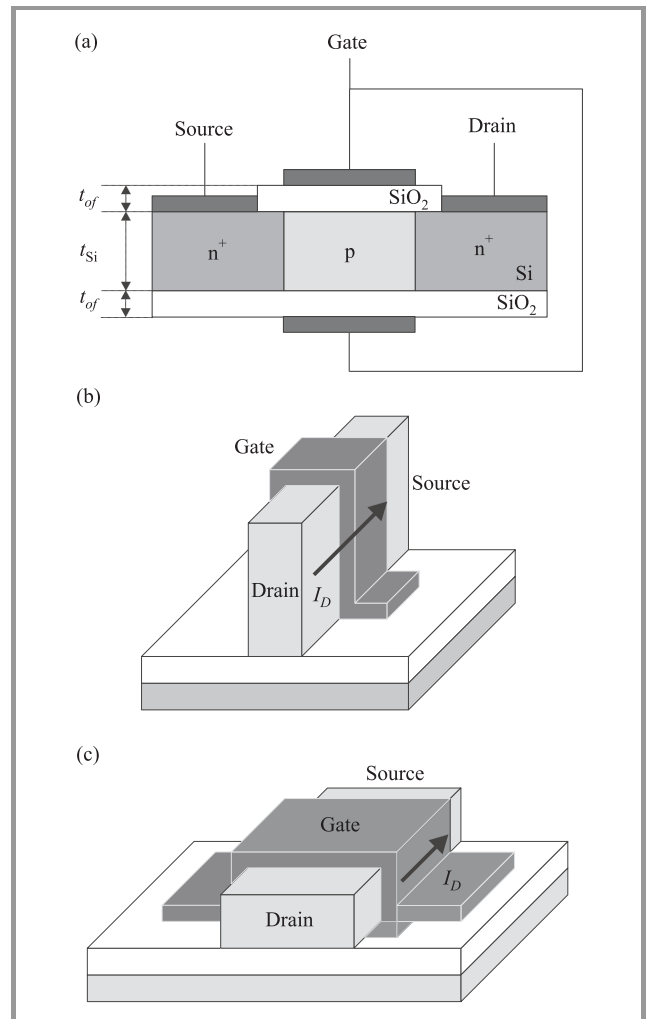 (a)
Gate
Source
Drain
t_of
SiO₂
t_Si
n⁺
p
n⁺
Si
t_of
SiO₂
(b)
Gate
Source
Drain
I_D
(c)
Source
Gate
I_D
Drain